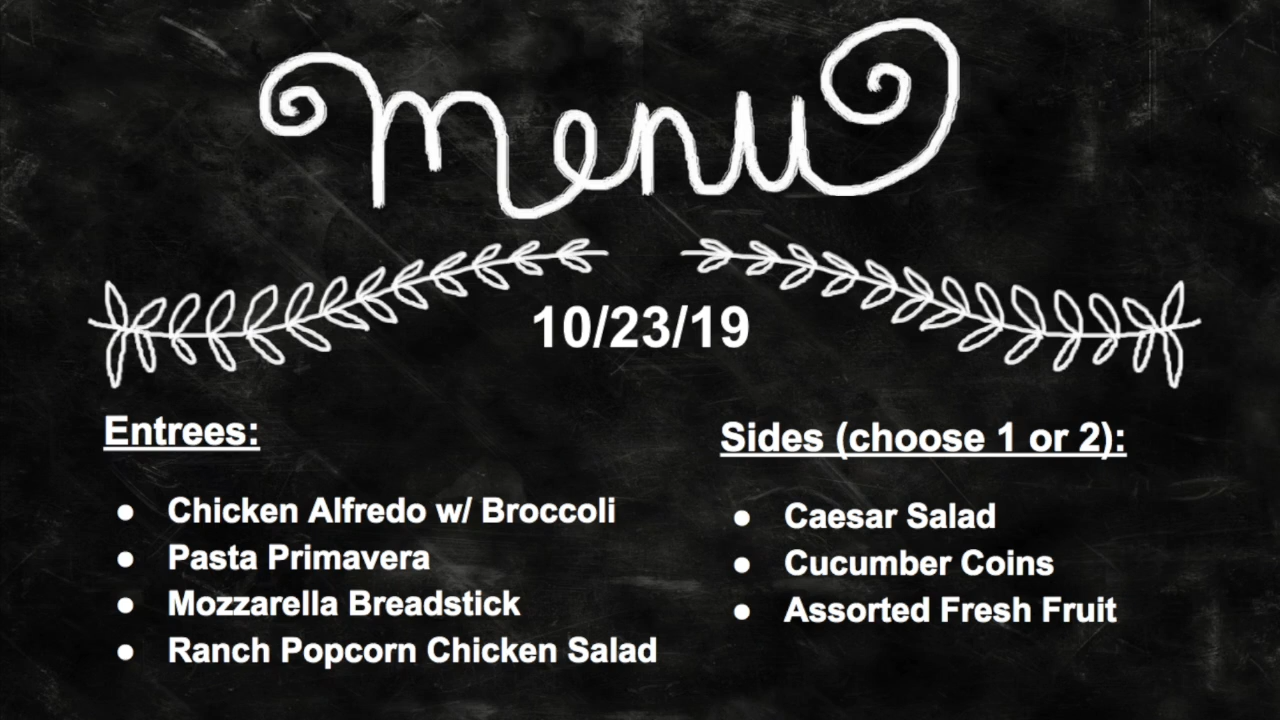 menu
10/23/19
Entrees:
● Chicken Alfredo w/ Broccoli
● Pasta Primavera
● Mozzarella Breadstick
● Ranch Popcorn Chicken Salad
Sides (choose 1 or 2):
● Caesar Salad
● Cucumber Coins
● Assorted Fresh Fruit